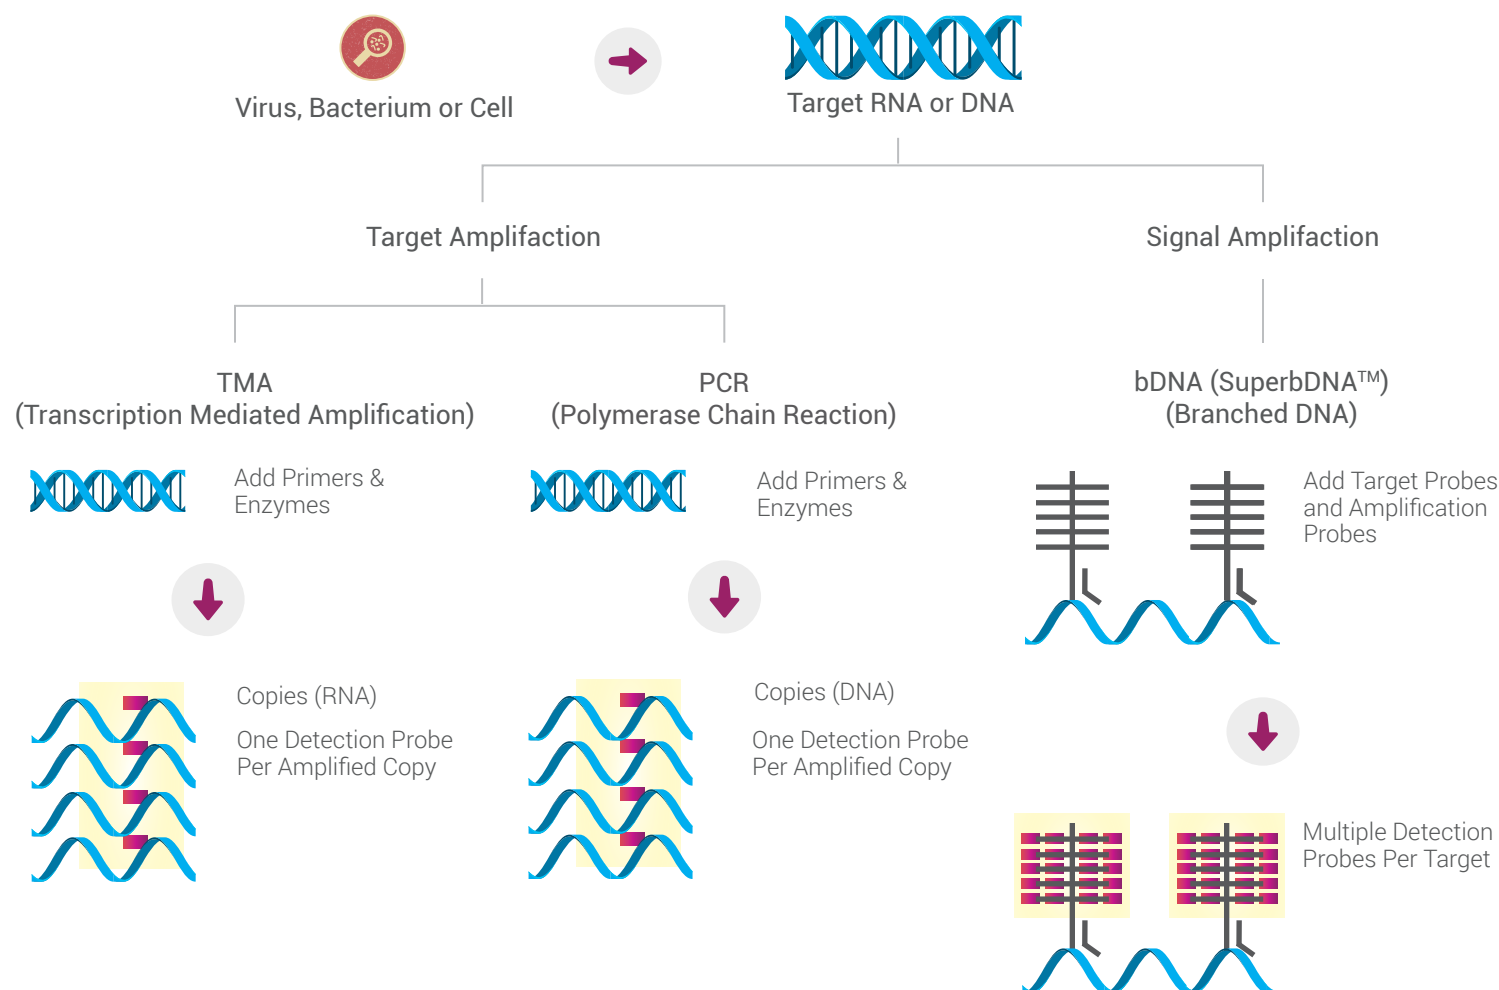 Virus, Bacterium or Cell
Target RNA or DNA
Target Amplifaction
Signal Amplifaction
TMA
(Transcription Mediated Amplification)
PCR
(Polymerase Chain Reaction)
bDNA (SuperbDNA™)
(Branched DNA)
Add Primers &
Enzymes
Add Primers &
Enzymes
Add Target Probes
and Amplification
Probes
Copies (RNA)
One Detection Probe
Per Amplified Copy
Copies (DNA)
One Detection Probe
Per Amplified Copy
Multiple Detection
Probes Per Target